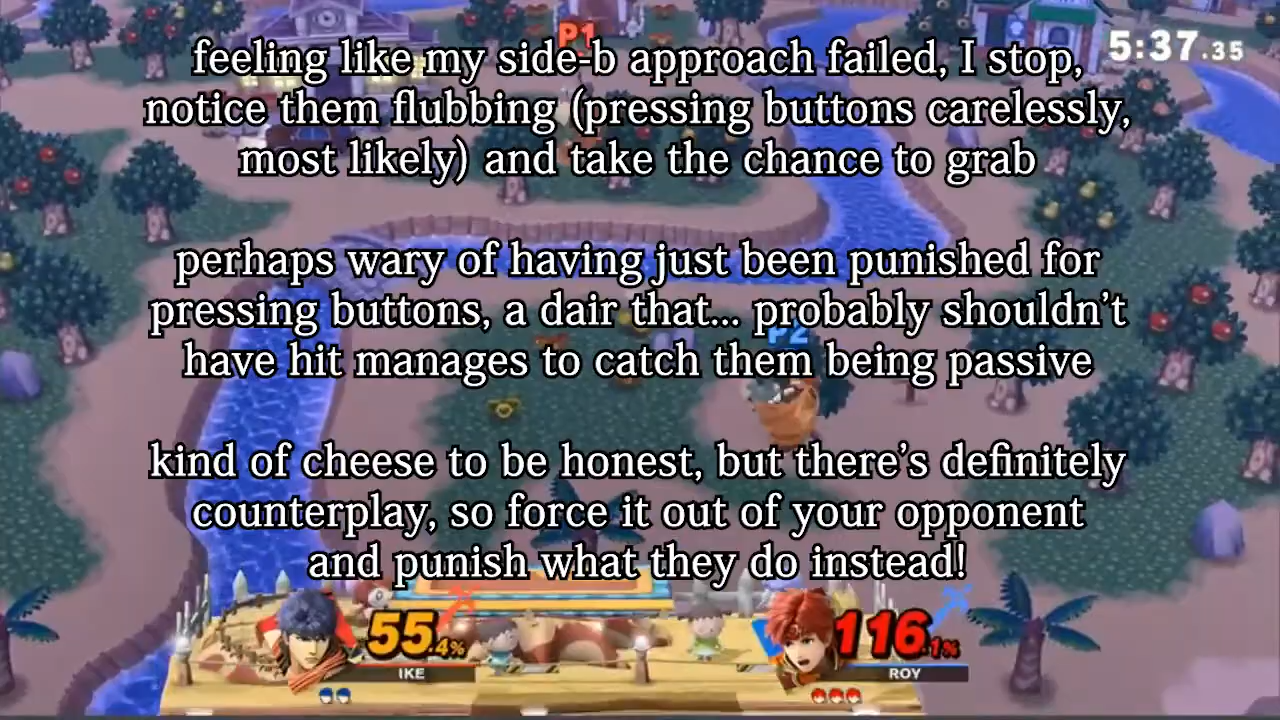 P1
5:37.35
feeling like my side-b approach failed, I stop,
notice them flubbing (pressing buttons carelessly,
most likely) and take the chance to grab
perhaps wary of having just been punished for
pressing buttons, a dair that... probably shouldn't
have hit manages to catch them being passive
P2
kind of cheese to be honest, but there's definitely
counterplay, so force it out of your opponent
and punish what they do instead!
55.4%
IKE
116.1%
ROY